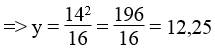 => y = 14²/16 = 196/16 = 12,25